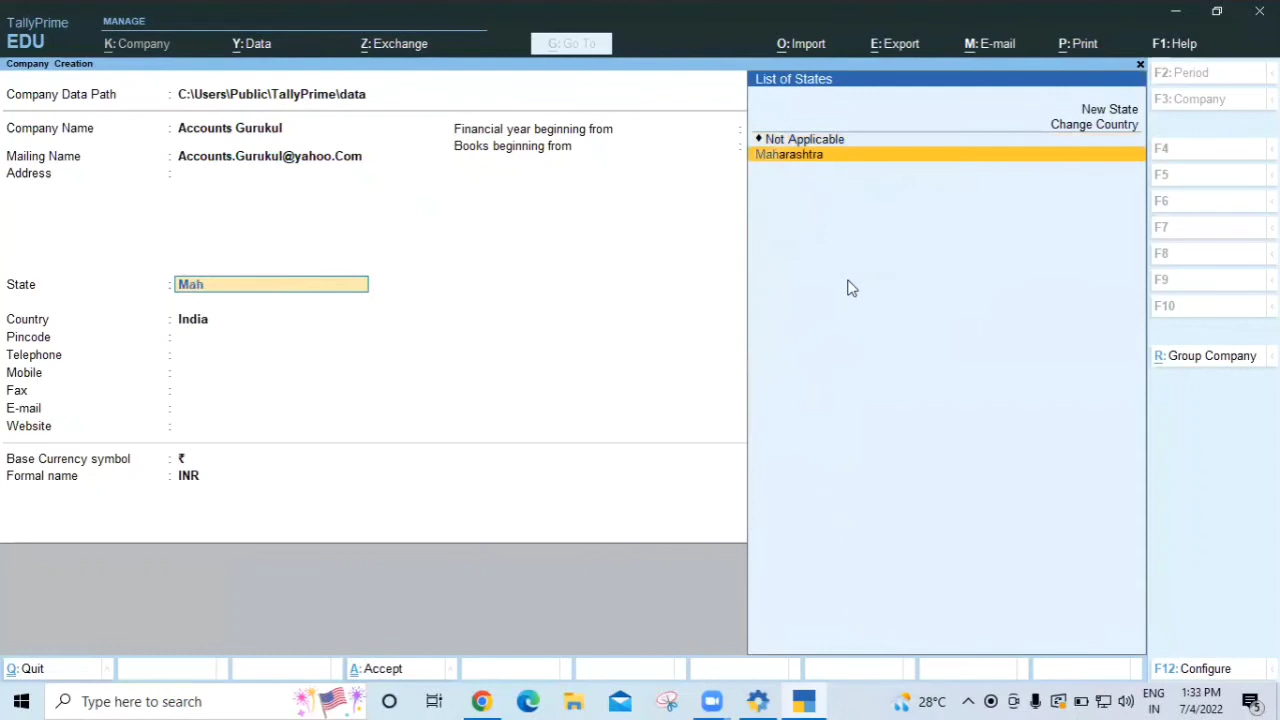 TallyPrime
EDU
MANAGE
K: Company
Y: Data
Z: Exchange
G: Go To
O: Import
E: Export
M: E-mail
P: Print
F1: Help
Company Creation
Company Data Path : C:\Users\Public\TallyPrime\data
Company Name : Accounts Gurukul
Mailing Name : Accounts.Gurukul@yahoo.Com
Address :
State : Mah
Country : India
Pincode :
Telephone :
Mobile :
Fax :
E-mail :
Website :
Base Currency symbol : ₹
Formal name : INR
Financial year beginning from :
Books beginning from :
List of States
New State
Change Country
♦ Not Applicable
Maharashtra
F2: Period
F3: Company
F4
F5
F6
F7
F8
F9
F10
R: Group Company
F12: Configure
Q: Quit
A: Accept
Type here to search
28°C
ENG
IN
1:33 PM
7/4/2022
5